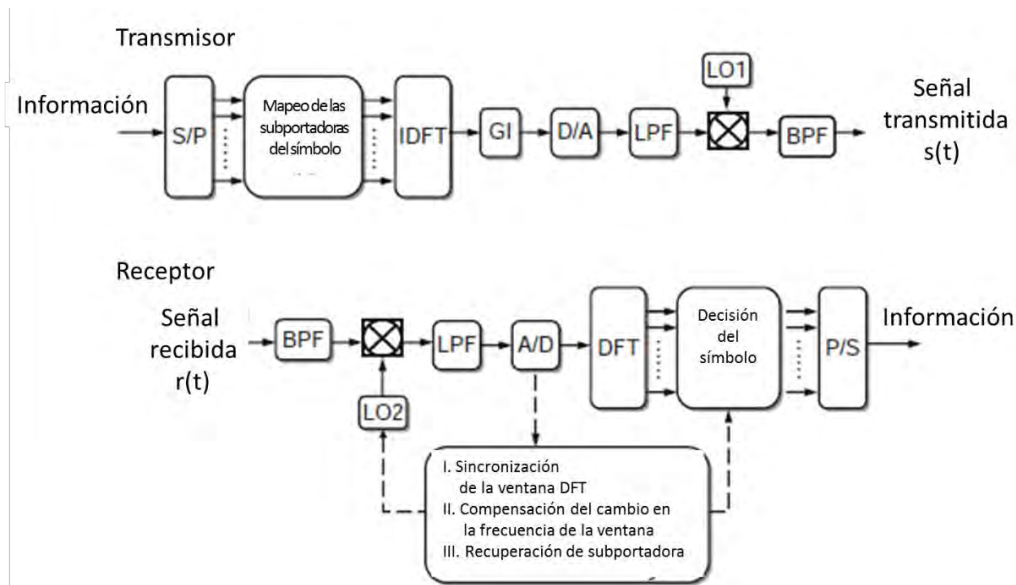 Transmisor
Información
S/P
Mapeo de las
subportadoras
del símbolo
IDFT
GI
D/A
LPF
LO1
BPF
Señal
transmitida
s(t)
Receptor
Señal
recibida
r(t)
BPF
LO2
LPF
A/D
DFT
Decisión
del
símbolo
P/S
Información
I. Sincronización
de la ventana DFT
II. Compensación del cambio en
la frecuencia de la ventana
III. Recuperación de subportadora